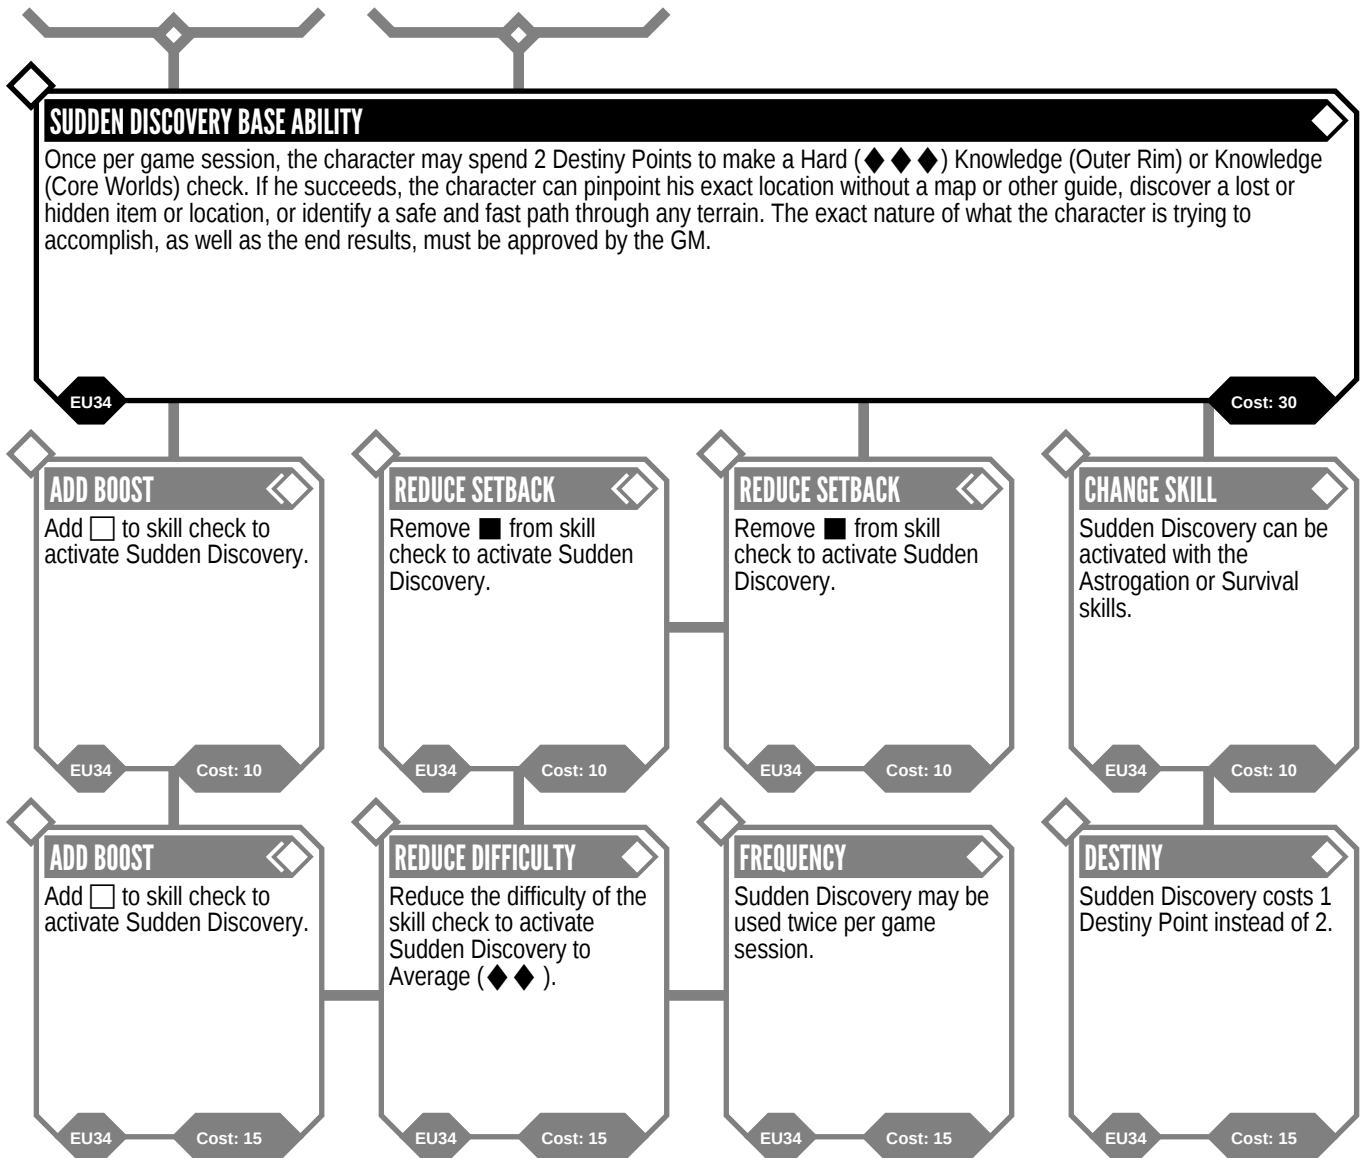 SUDDEN DISCOVERY BASE ABILITY
Once per game session, the character may spend 2 Destiny Points to make a Hard (♦♦♦) Knowledge (Outer Rim) or Knowledge
(Core Worlds) check. If he succeeds, the character can pinpoint his exact location without a map or other guide, discover a lost or
hidden item or location, or identify a safe and fast path through any terrain. The exact nature of what the character is trying to
accomplish, as well as the end results, must be approved by the GM.
EU34
Cost: 30
ADD BOOST
Add □ to skill check to
activate Sudden Discovery.
EU34
Cost: 10
REDUCE SETBACK
Remove ■ from skill
check to activate Sudden
Discovery.
EU34
Cost: 10
REDUCE SETBACK
Remove ■ from skill
check to activate Sudden
Discovery.
EU34
Cost: 10
CHANGE SKILL
Sudden Discovery can be
activated with the
Astrogation or Survival
skills.
EU34
Cost: 10
ADD BOOST
Add □ to skill check to
activate Sudden Discovery.
EU34
Cost: 15
REDUCE DIFFICULTY
Reduce the difficulty of the
skill check to activate
Sudden Discovery to
Average (♦♦ ).
EU34
Cost: 15
FREQUENCY
Sudden Discovery may be
used twice per game
session.
EU34
Cost: 15
DESTINY
Sudden Discovery costs 1
Destiny Point instead of 2.
EU34
Cost: 15